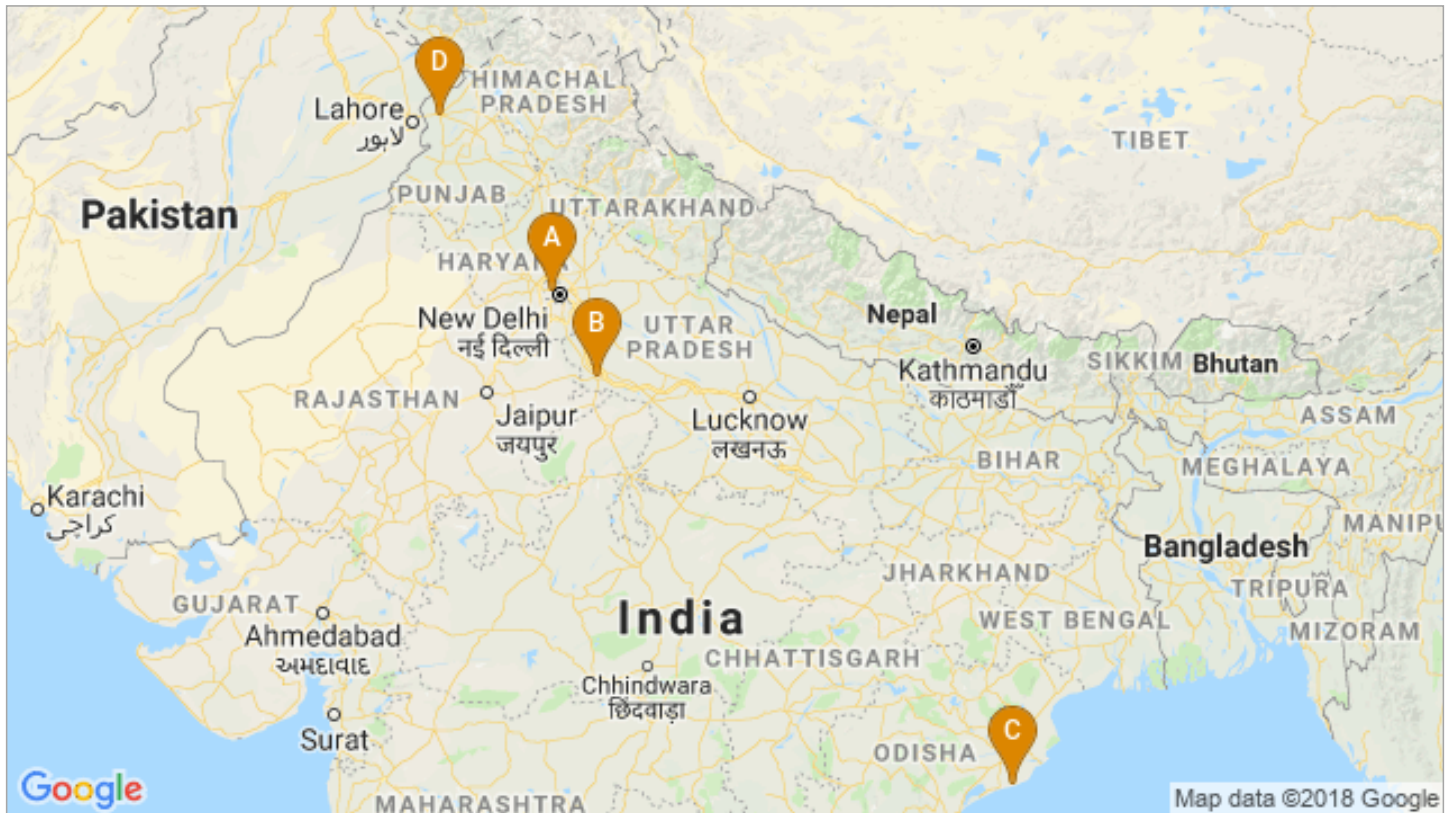 D
HIMACHAL
PRADESH
Lahore
لاہور
TIBET
PUNJAB
UTTARAKHAND
Pakistan
A
HARYANA
New Delhi
नई दिल्ली
B
UTTAR
PRADESH
Nepal
Kathmandu
काठमाडौँ
SIKKIM
Bhutan
RAJASTHAN
Jaipur
जयपुर
Lucknow
लखनऊ
ASSAM
BIHAR
MEGHALAYA
Karachi
کراچی
MANIPU
Bangladesh
JHARKHAND
TRIPURA
GUJARAT
India
WEST BENGAL
MIZORAM
Ahmedabad
અમદાવાદ
CHHATTISGARH
Chhindwara
छिंदवाड़ा
Surat
C
ODISHA
Google
MAHARASHTRA
Map data ©2018 Google